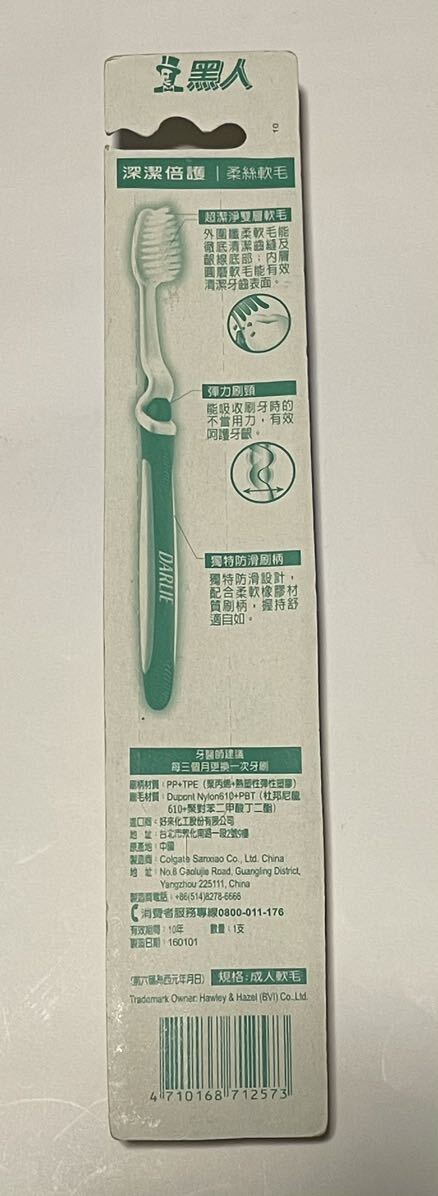 黑人
10
深潔倍護 | 柔絲軟毛
超潔淨雙層軟毛
外圍纖柔軟毛能
徹底清潔齒縫及
齦線底部；內層
圓磨軟毛能有效
清潔牙齒表面。
彈力刷頸
能吸收刷牙時的
不當用力，有效
呵護牙齦。
獨特防滑刷柄
獨特防滑設計，
配合柔軟橡膠材
質刷柄，握持舒
適自如。
DARLIE
牙醫師建議
每三個月更換一次牙刷
刷柄材質：PP+TPE（聚丙烯+熱塑性彈性塑膠）
刷毛材質：Dupont Nylon610+PBT（杜邦尼龍
610+聚對苯二甲酸丁二酯）
進口商：好來化工股份有限公司
地 址：台北市敦化南路一段2號9樓
原產地：中國
製造商：Colgate Sanxiao Co., Ltd. China
地 址：No.8 Gaolujie Road, Guangling District,
Yangzhou 225111, China
製造商電話：+86(514)8278-6666
消費者服務專線0800-011-176
有效期間：10年 數量：1支
製造日期：160101
(前六碼為西元年月日) 規格：成人軟毛
Trademark Owner: Hawley & Hazel (BVI) Co.,Ltd.
4 710168 712573